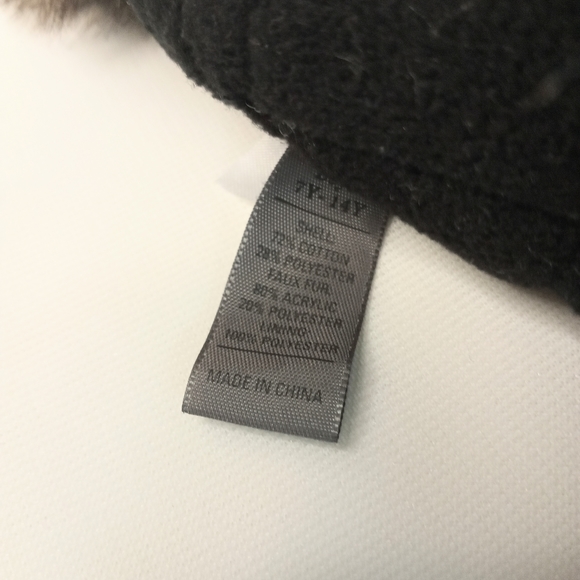 7Y-14Y
SHELL:
72% COTTON
28% POLYESTER
FAUX FUR:
80% ACRYLIC
20% POLYESTER
LINING:
100% POLYESTER
MADE IN CHINA